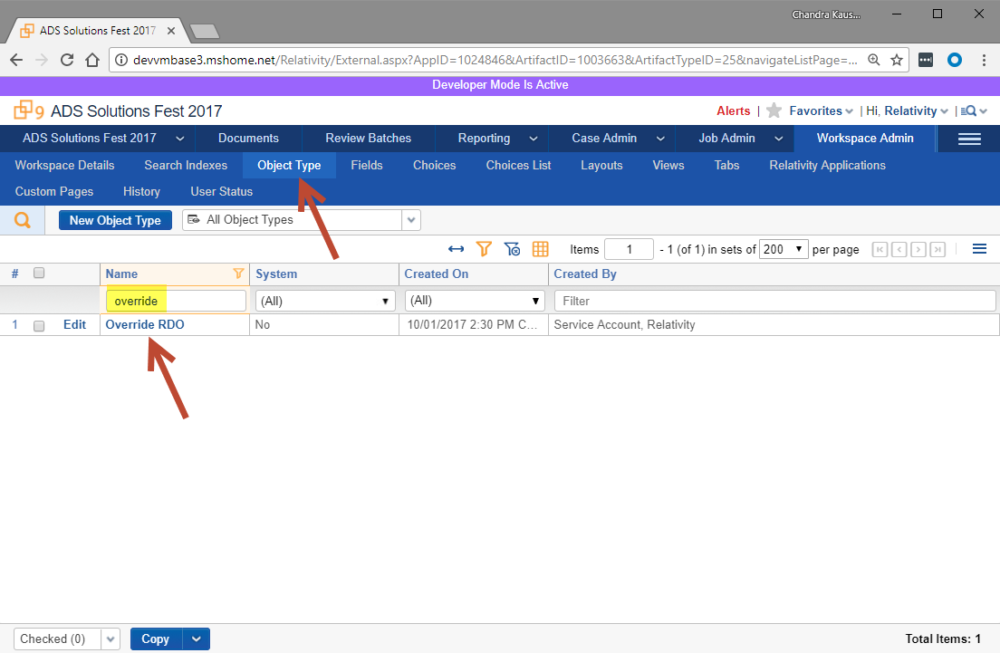 Chandra Kaus...
ADS Solutions Fest 2017
devvmbase3.mshome.net/Relativity/External.aspx?AppID=1024846&ArtifactID=1003663&ArtifactTypeID=25&navigateListPage=...
Developer Mode Is Active
9 ADS Solutions Fest 2017 Alerts | Favorites | Hi, Relativity |
ADS Solutions Fest 2017 Documents Review Batches Reporting Case Admin Job Admin Workspace Admin
Workspace Details Search Indexes Object Type Fields Choices Choices List Layouts Views Tabs Relativity Applications
Custom Pages History User Status
New Object Type All Object Types
Items 1 - 1 (of 1) in sets of 200 per page
# Name System Created On Created By
override (All) (All) Filter
1 Edit Override RDO No 10/01/2017 2:30 PM C... Service Account, Relativity
Checked (0) Copy Total Items: 1